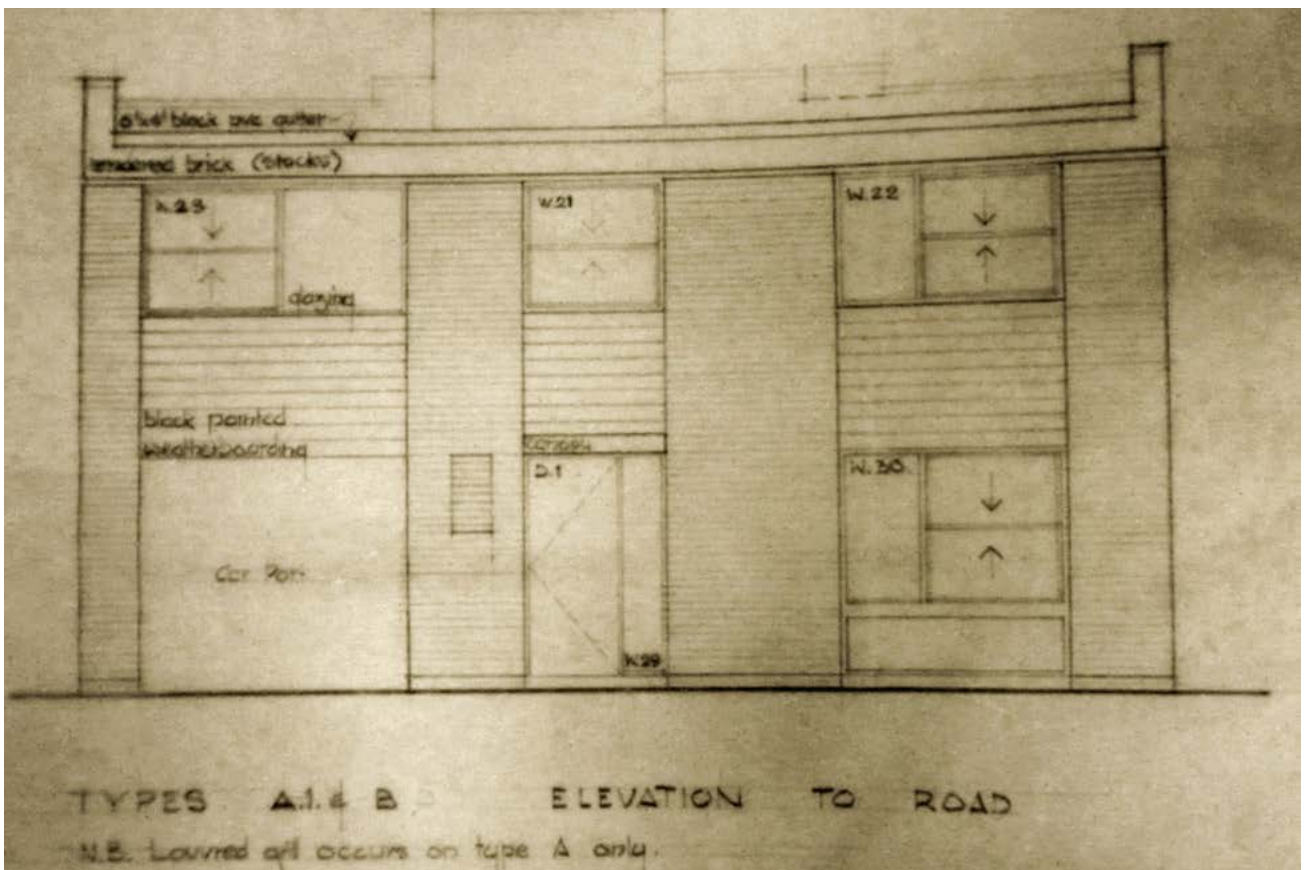 black pvc gutter
rendered brick (stocks)
W.23
W.21
W.22
glazing
black painted
weatherboarding
canopy
D.1
W.30
Car Port
W.29
TYPES A.1. & B ELEVATION TO ROAD
N.B. Louvred grill occurs on type A only.